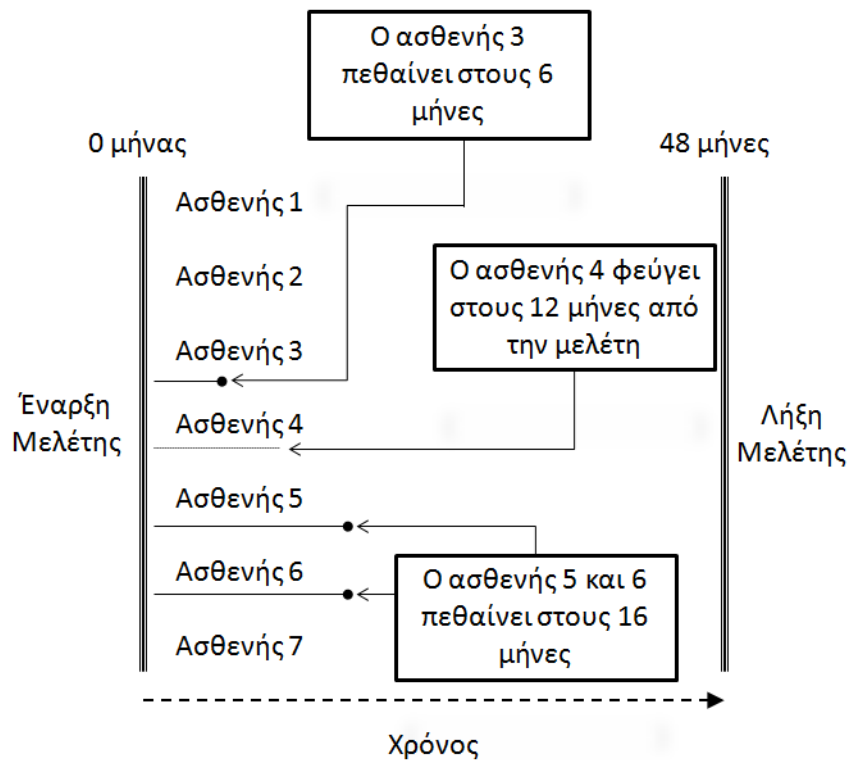 Ο ασθενής 3
πεθαίνει στους 6
μήνες
0 μήνας
48 μήνες
Ασθενής 1
Ασθενής 2
Ο ασθενής 4 φεύγει
στους 12 μήνες από
την μελέτη
Ασθενής 3
Έναρξη
Μελέτης
Ασθενής 4
Λήξη
Μελέτης
Ασθενής 5
Ασθενής 6
Ο ασθενής 5 και 6
πεθαίνει στους 16
μήνες
Ασθενής 7
Χρόνος